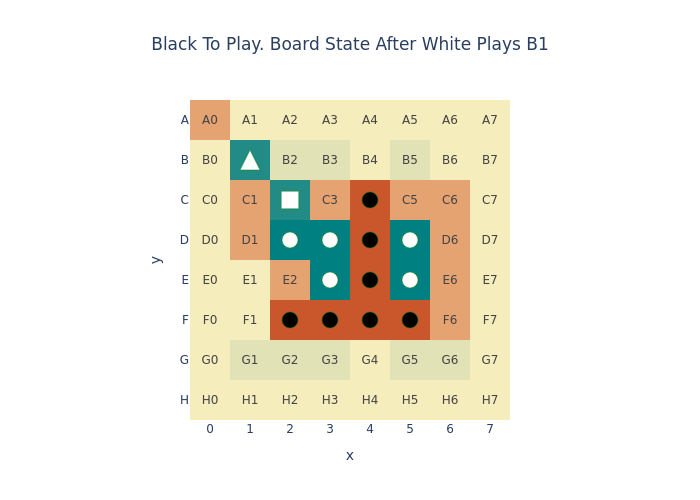 Black To Play. Board State After White Plays B1
A A0 A1 A2 A3 A4 A5 A6 A7
B B0 B2 B3 B4 B5 B6 B7
C C0 C1 C3 C5 C6 C7
D D0 D1 D6 D7
y
E E0 E1 E2 E6 E7
F F0 F1 F6 F7
G G0 G1 G2 G3 G4 G5 G6 G7
H H0 H1 H2 H3 H4 H5 H6 H7
0 1 2 3 4 5 6 7
x